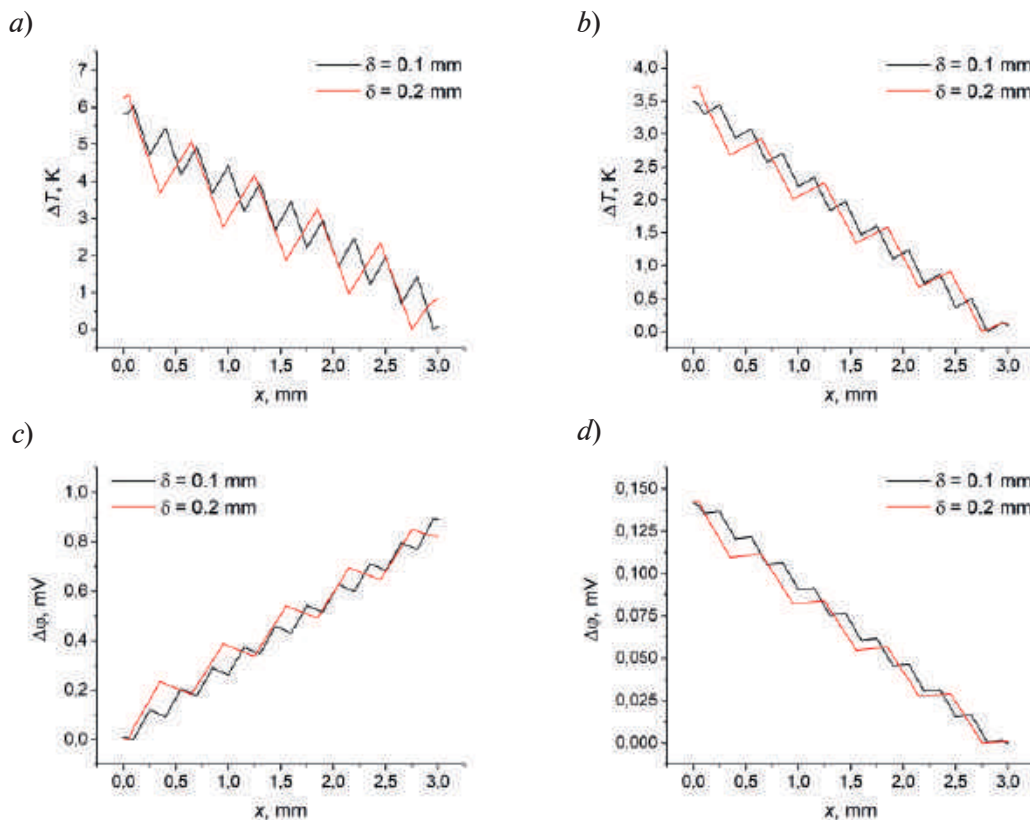 a)
δ = 0.1 mm
δ = 0.2 mm
7
6
5
4
3
2
1
0
ΔT, K
0,0 0,5 1,0 1,5 2,0 2,5 3,0
x, mm
b)
δ = 0.1 mm
δ = 0.2 mm
4,0
3,5
3,0
2,5
2,0
1,5
1,0
0,5
0,0
ΔT, K
0,0 0,5 1,0 1,5 2,0 2,5 3,0
x, mm
c)
δ = 0.1 mm
δ = 0.2 mm
1,0
0,8
0,6
0,4
0,2
0,0
Δφ, mV
0,0 0,5 1,0 1,5 2,0 2,5 3,0
x, mm
d)
δ = 0.1 mm
δ = 0.2 mm
0,150
0,125
0,100
0,075
0,050
0,025
0,000
Δφ, mV
0,0 0,5 1,0 1,5 2,0 2,5 3,0
x, mm